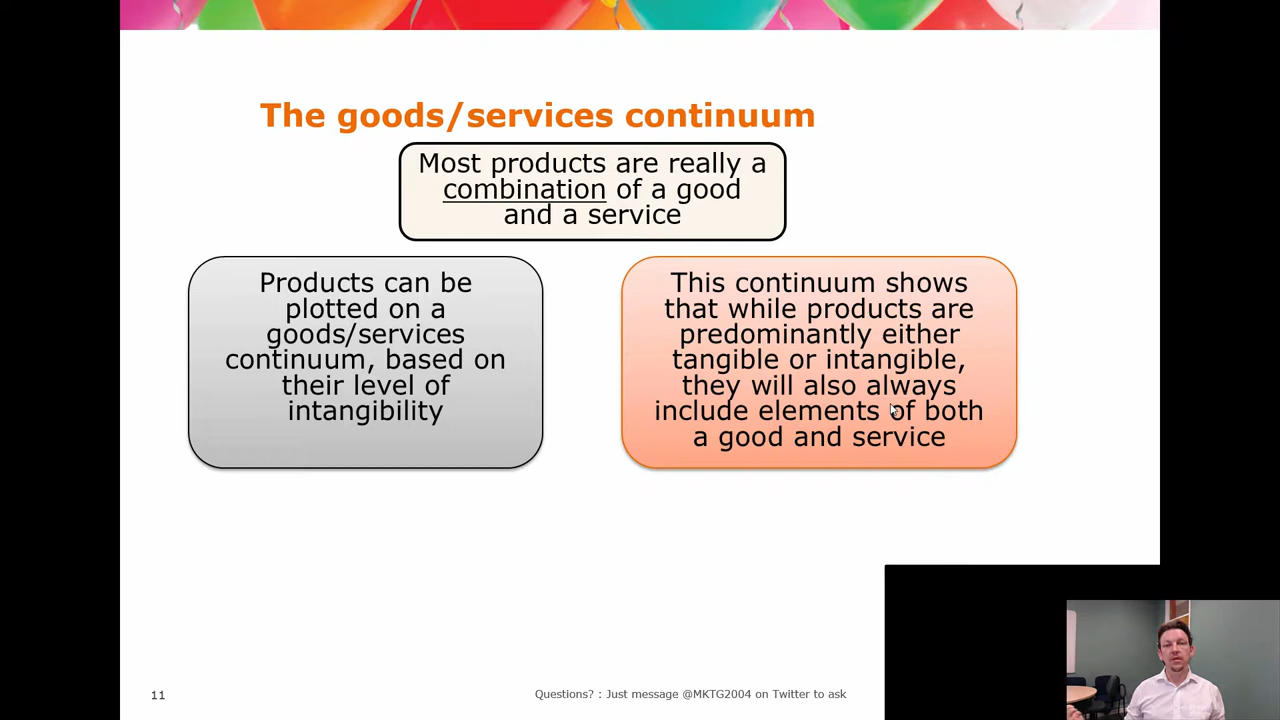 The goods/services continuum
Most products are really a
combination of a good
and a service
Products can be
plotted on a
goods/services
continuum, based on
their level of
intangibility
This continuum shows
that while products are
predominantly either
tangible or intangible,
they will also always
include elements of both
a good and service
11
Questions? : Just message @MKTG2004 on Twitter to ask